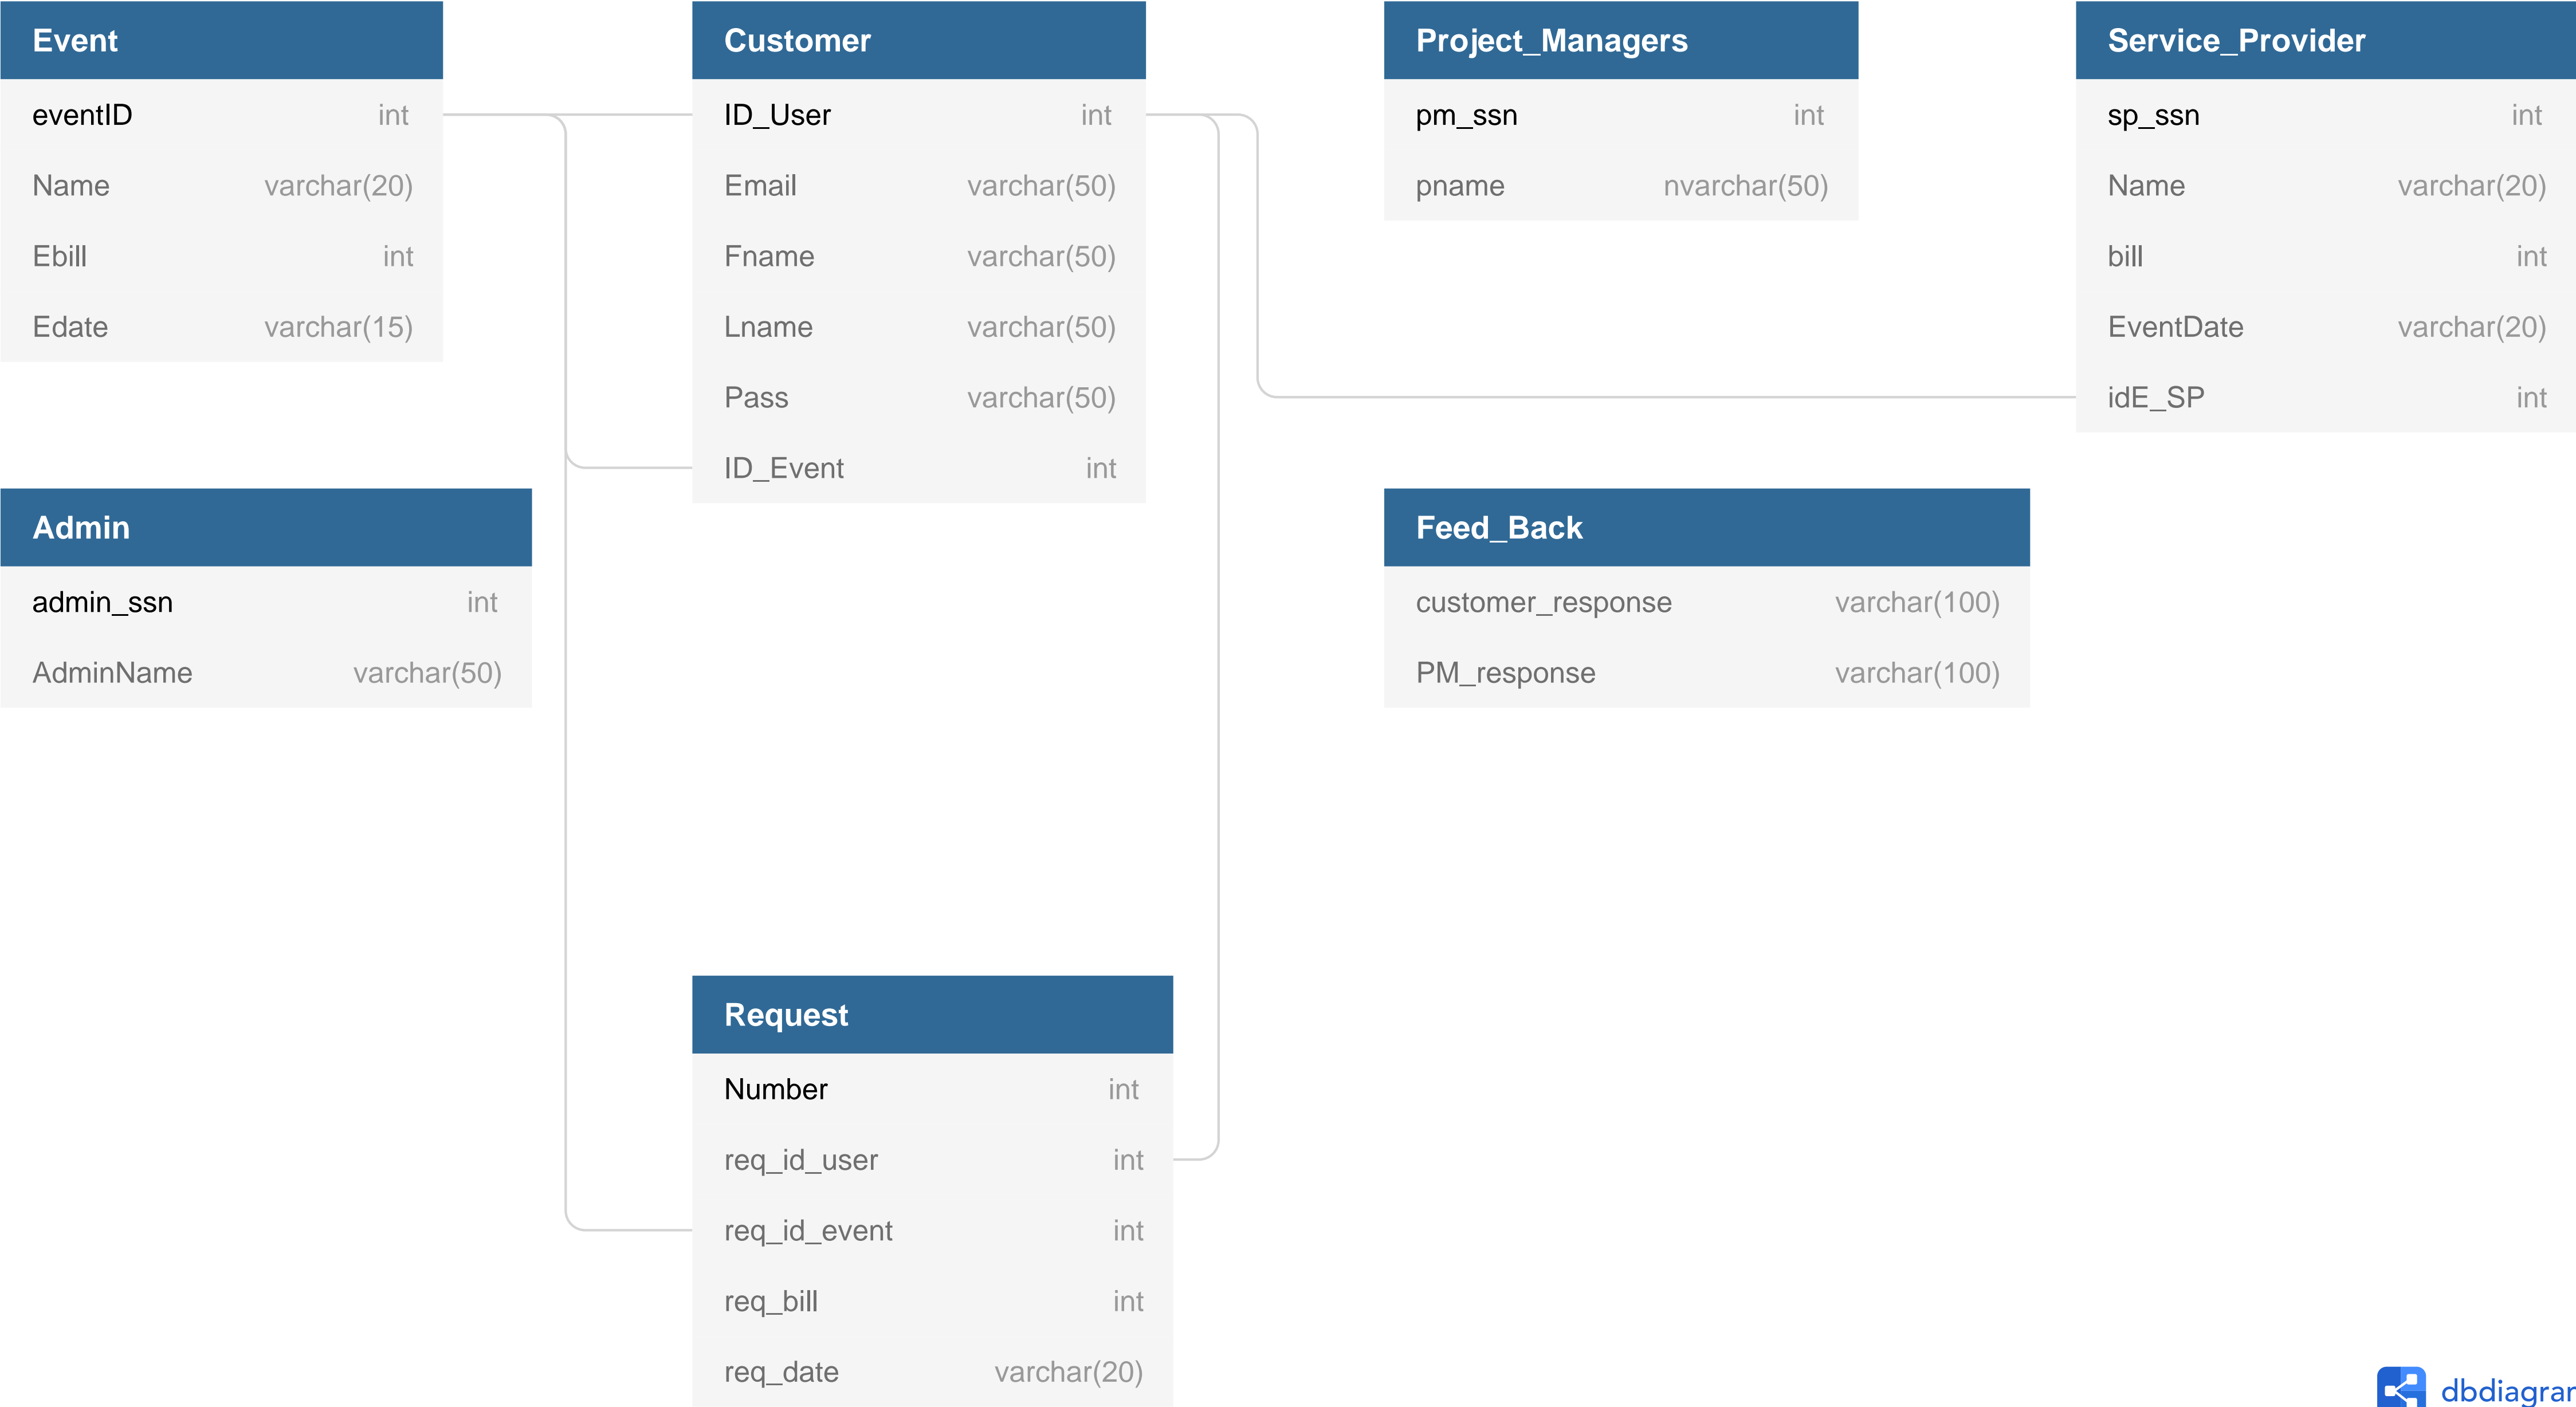 Event
eventID int
Name varchar(20)
Ebill int
Edate varchar(15)
Customer
ID_User int
Email varchar(50)
Fname varchar(50)
Lname varchar(50)
Pass varchar(50)
ID_Event int
Project_Managers
pm_ssn int
pname nvarchar(50)
Service_Provider
sp_ssn int
Name varchar(20)
bill int
EventDate varchar(20)
idE_SP int
Admin
admin_ssn int
AdminName varchar(50)
Feed_Back
customer_response varchar(100)
PM_response varchar(100)
Request
Number int
req_id_user int
req_id_event int
req_bill int
req_date varchar(20)